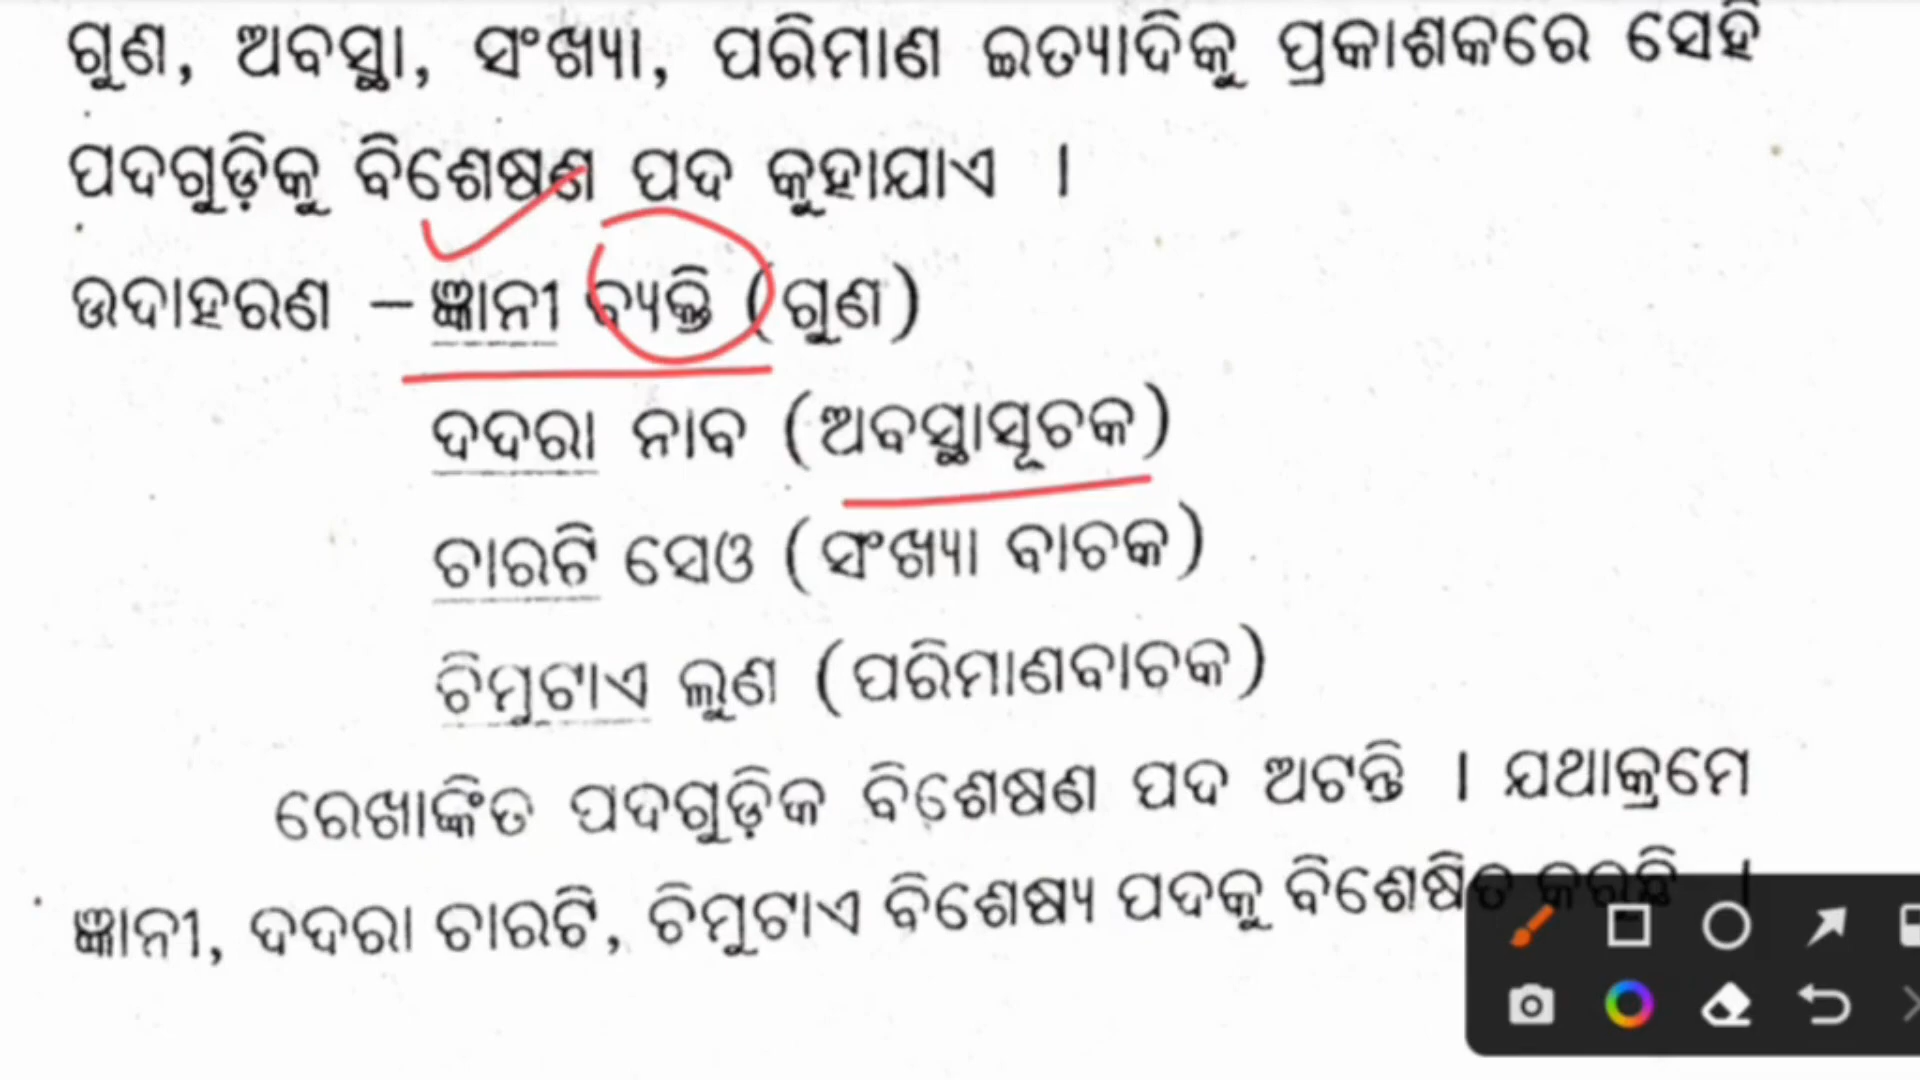 ଗୁଣ, ଅବସ୍ଥା, ସଂଖ୍ୟା, ପରିମାଣ ଇତ୍ୟାଦିକୁ ପ୍ରକାଶକରେ ସେହି
ପଦଗୁଡ଼ିକୁ ବିଶେଷଣ ପଦ କୁହାଯାଏ ।
ଉଦାହରଣ – ଜ୍ଞାନୀ ବ୍ୟକ୍ତି (ଗୁଣ)
ଦଦରା ନାବ (ଅବସ୍ଥାସୂଚକ)
ଚାରଟି ସେଓ (ସଂଖ୍ୟା ବାଚକ)
ଚିମୁଟାଏ ଲୁଣ (ପରିମାଣବାଚକ)
ରେଖାଙ୍କିତ ପଦଗୁଡ଼ିକ ବିଶେଷଣ ପଦ ଅଟନ୍ତି । ଯଥାକ୍ରମେ
ଜ୍ଞାନୀ, ଦଦରା ଚାରଟି, ଚିମୁଟାଏ ବିଶେଷ୍ୟ ପଦକୁ ବିଶେଷିତ କରୁଛି ।